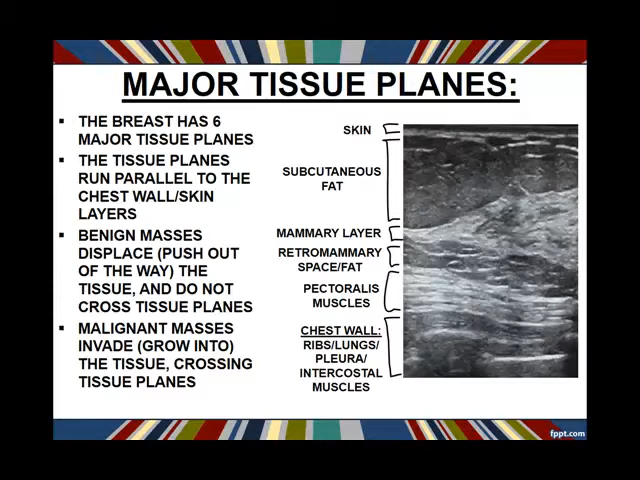 MAJOR TISSUE PLANES:
▪ THE BREAST HAS 6
MAJOR TISSUE PLANES
▪ THE TISSUE PLANES
RUN PARALLEL TO THE
CHEST WALL/SKIN
LAYERS
▪ BENIGN MASSES
DISPLACE (PUSH OUT
OF THE WAY) THE
TISSUE, AND DO NOT
CROSS TISSUE PLANES
▪ MALIGNANT MASSES
INVADE (GROW INTO)
THE TISSUE, CROSSING
TISSUE PLANES
SKIN
SUBCUTANEOUS
FAT
MAMMARY LAYER
RETROMAMMARY
SPACE/FAT
PECTORALIS
MUSCLES
CHEST WALL:
RIBS/LUNGS/
PLEURA/
INTERCOSTAL
MUSCLES
fppt.com